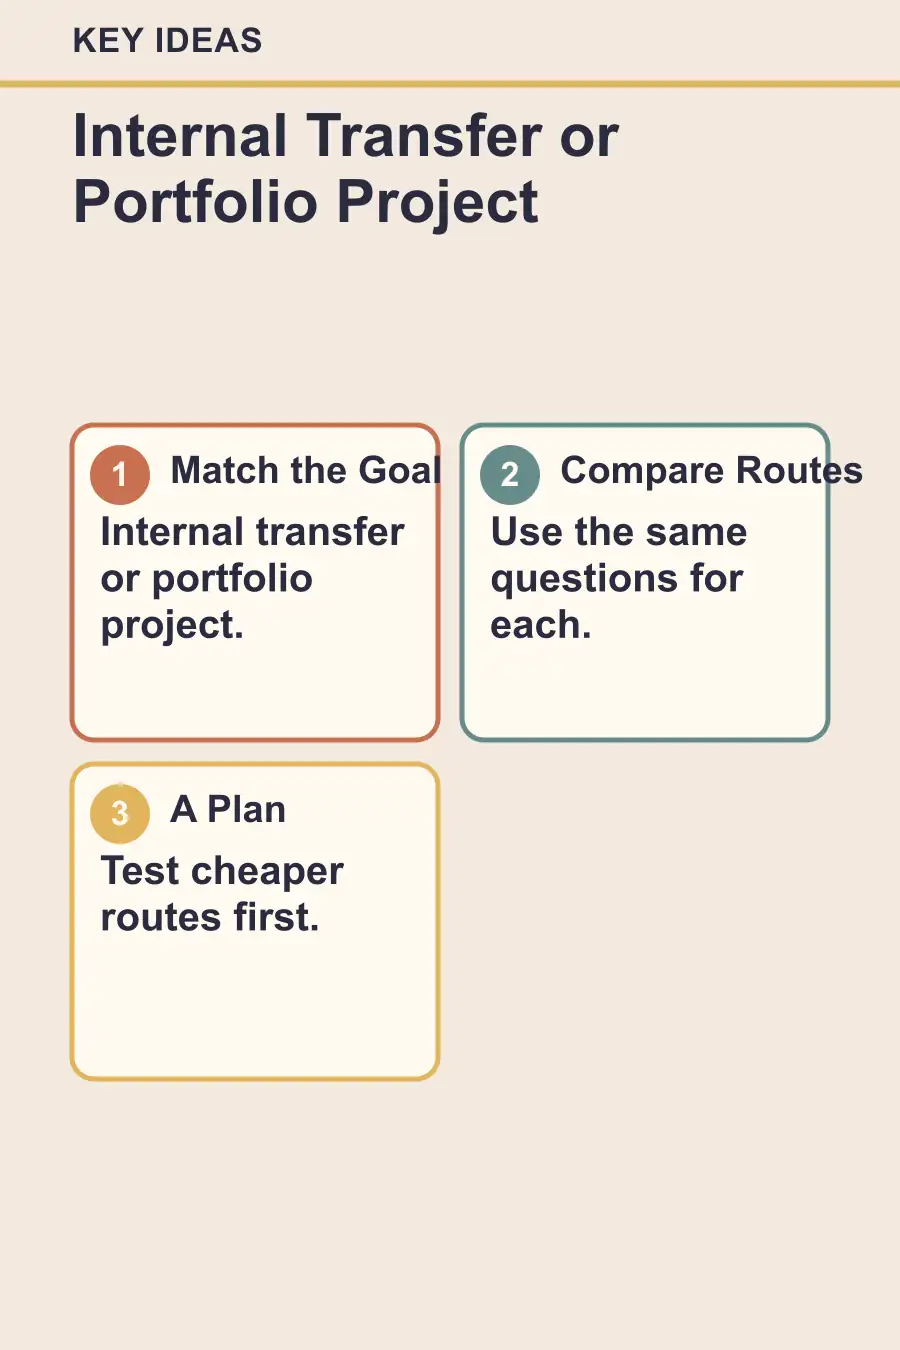 KEY IDEAS
Internal Transfer or
Portfolio Project
1 Match the Goal
Internal transfer
or portfolio
project.
2 Compare Routes
Use the same
questions for
each.
3 A Plan
Test cheaper
routes first.